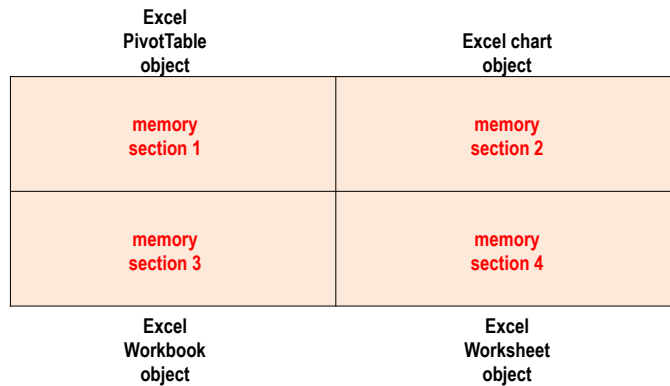 Excel
PivotTable
object
Excel chart
object
memory
section 1
memory
section 2
memory
section 3
memory
section 4
Excel
Workbook
object
Excel
Worksheet
object